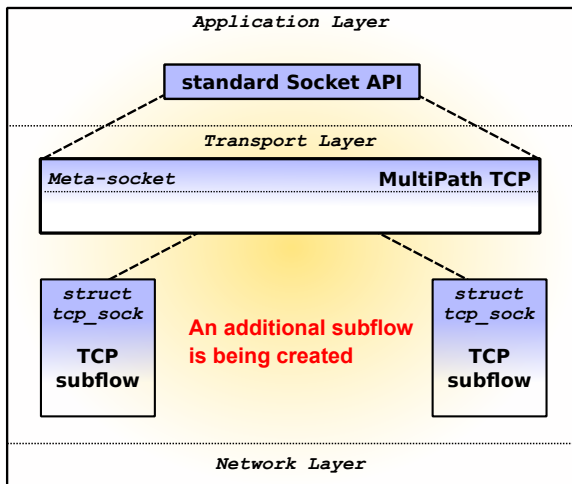 Application Layer
standard Socket API
Transport Layer
Meta-socket MultiPath TCP
struct
tcp_sock
TCP
subflow
An additional subflow
is being created
struct
tcp_sock
TCP
subflow
Network Layer